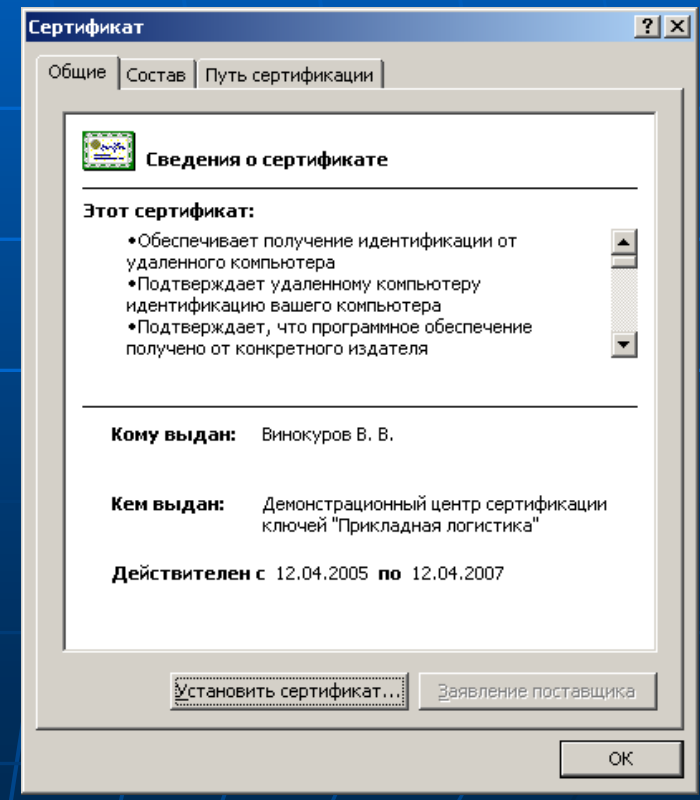 Сертификат
Общие Состав Путь сертификации
Сведения о сертификате
Этот сертификат:
•Обеспечивает получение идентификации от
удаленного компьютера
•Подтверждает удаленному компьютеру
идентификацию вашего компьютера
•Подтверждает, что программное обеспечение
получено от конкретного издателя
Кому выдан: Винокуров В. В.
Кем выдан: Демонстрационный центр сертификации
ключей "Прикладная логистика"
Действителен с 12.04.2005 по 12.04.2007
Установить сертификат... Заявление поставщика
ОК